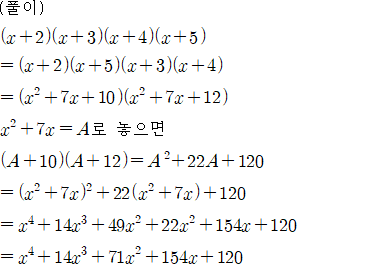 (풀이)
(x+2)(x+3)(x+4)(x+5)
=(x+2)(x+5)(x+3)(x+4)
=(x²+7x+10)(x²+7x+12)
x²+7x=A로 놓으면
(A+10)(A+12)=A²+22A+120
=(x²+7x)²+22(x²+7x)+120
=x⁴+14x³+49x²+22x²+154x+120
=x⁴+14x³+71x²+154x+120